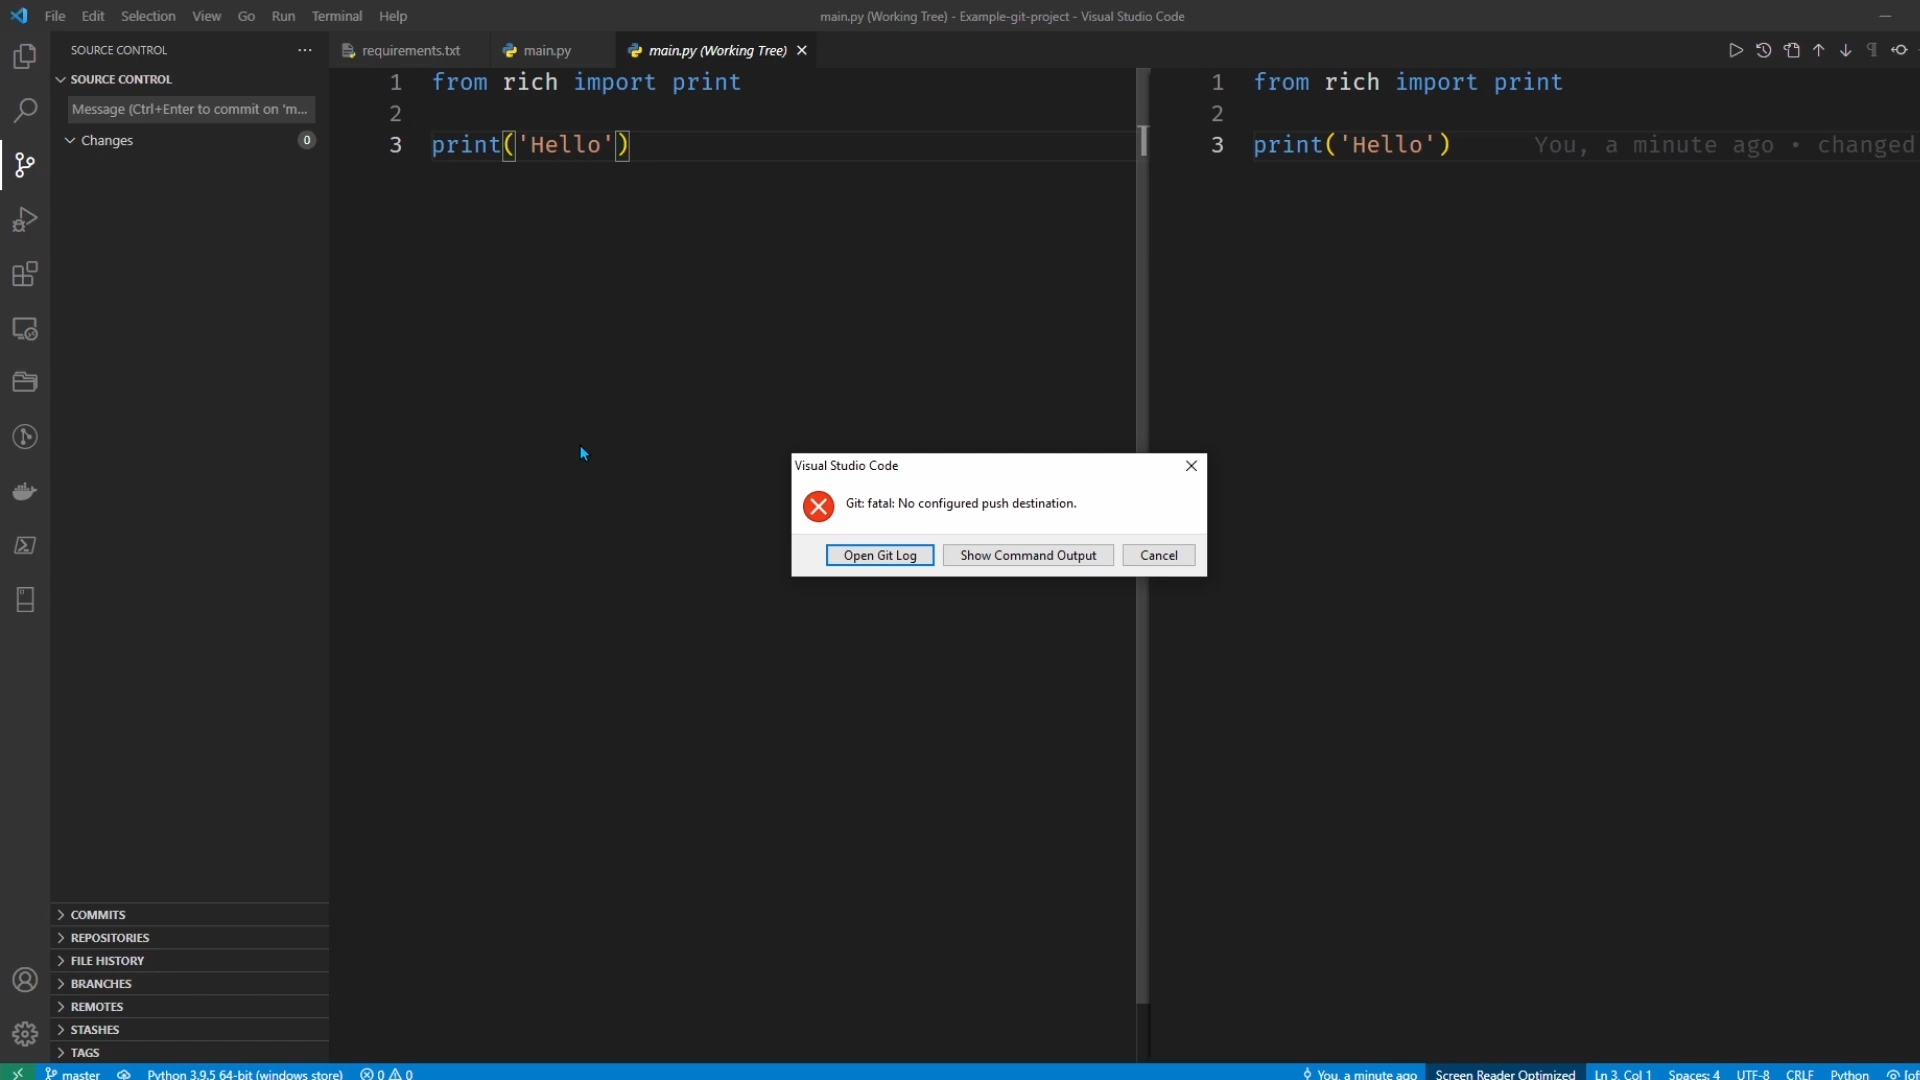 File Edit Selection View Go Run Terminal Help
main.py (Working Tree) - Example-git-project - Visual Studio Code
SOURCE CONTROL
requirements.txt
main.py
main.py (Working Tree)
SOURCE CONTROL
Message (Ctrl+Enter to commit on 'm...
Changes 0
1 from rich import print
2
3 print('Hello')
1 from rich import print
2
3 print('Hello') You, a minute ago • changed
Visual Studio Code
Git: fatal: No configured push destination.
Open Git Log
Show Command Output
Cancel
COMMITS
REPOSITORIES
FILE HISTORY
BRANCHES
REMOTES
STASHES
TAGS
master Python 3.9.5 64-bit (windows store) 0 0 You, a minute ago Screen Reader Optimized Ln 3, Col 1 Spaces: 4 UTF-8 CRLF Python